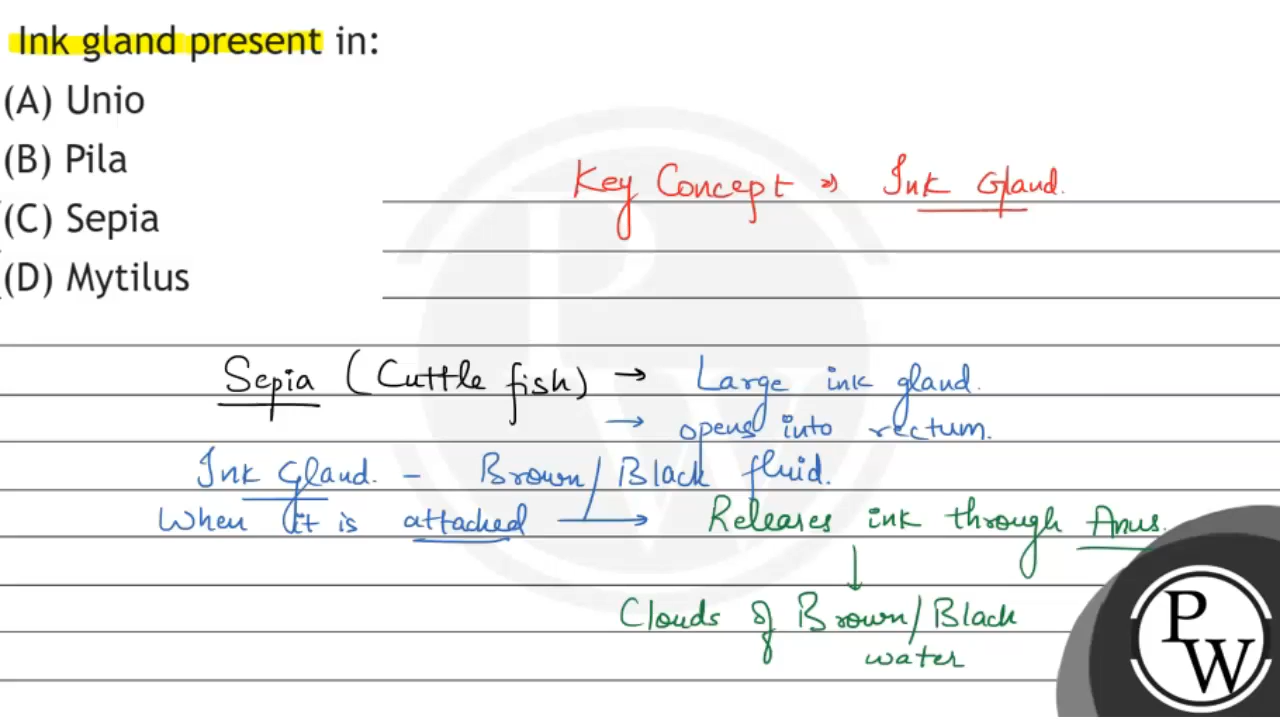 Ink gland present in:
(A) Unio
(B) Pila
(C) Sepia
(D) Mytilus
Key Concept => Ink Gland.
Sepia (Cuttle fish) → Large ink gland.
→ opens into rectum.
Ink Gland. - Brown/Black fluid.
When it is attacked → Releares ink through Anus.
↓
Clouds of Brown/Black
water
PW
PW